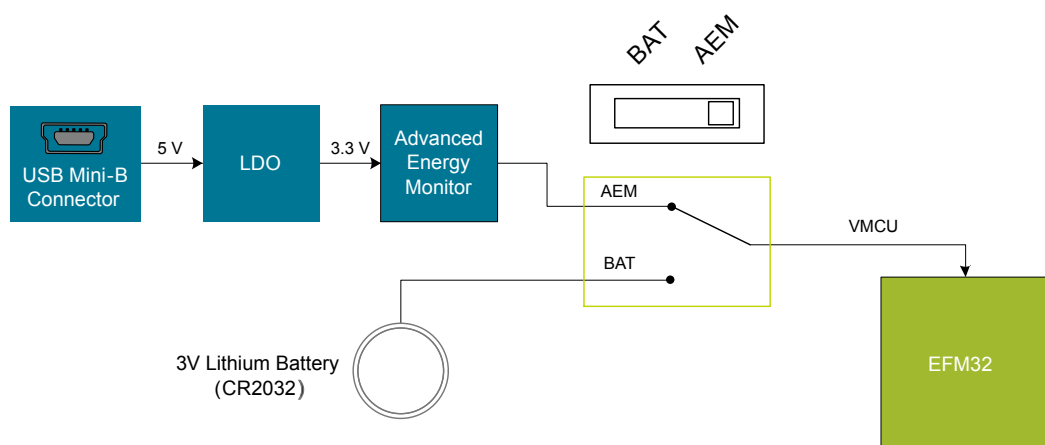 BAT AEM
USB Mini-B
Connector
5 V
LDO
3.3 V
Advanced
Energy
Monitor
AEM
BAT
VMCU
3V Lithium Battery
(CR2032)
EFM32